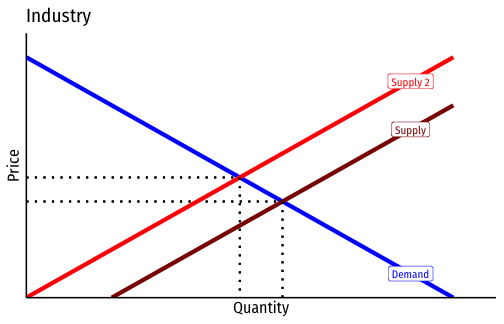 Industry
Supply 2
Supply
Price
Demand
Quantity